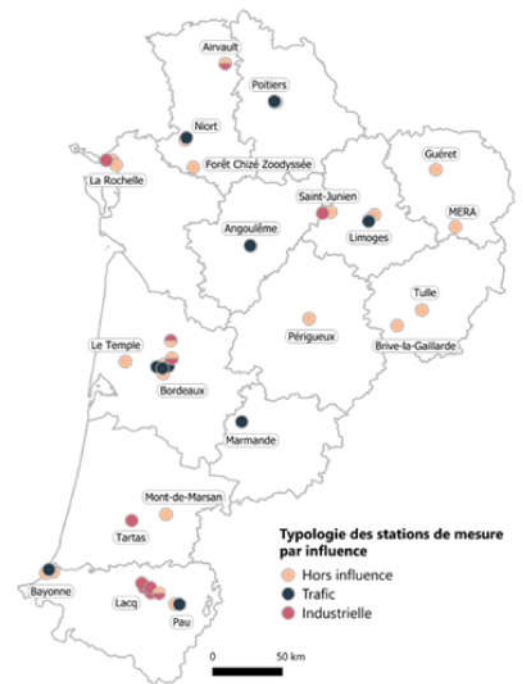 Airvault
Poitiers
Niort
Forêt Chizé Zoodyssée
La Rochelle
Guéret
Saint-Junien
MERA
Angoulême
Limoges
Tulle
Périgueux
Brive-la-Gaillarde
Le Temple
Bordeaux
Marmande
Mont-de-Marsan
Tartas
Typologie des stations de mesure
par influence
Hors influence
Trafic
Industrielle
Bayonne
Lacq
Pau
0 50 km